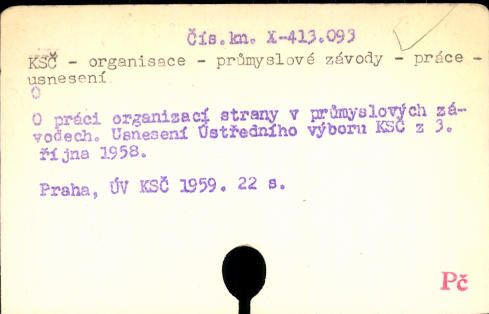 Čís.kn. X-413.093
KSČ - organisace - průmyslové závody - práce -
usnesení
O
O práci organizací strany v průmyslových zá-
vodech. Usnesení Ústředního výboru KSČ z 3.
října 1958.
Praha, ÚV KSČ 1959. 22 s.
Pč